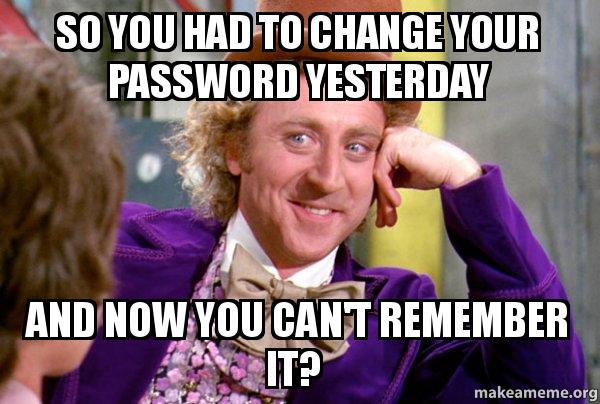 SO YOU HAD TO CHANGE YOUR
PASSWORD YESTERDAY
AND NOW YOU CAN'T REMEMBER
IT?
makeameme.org